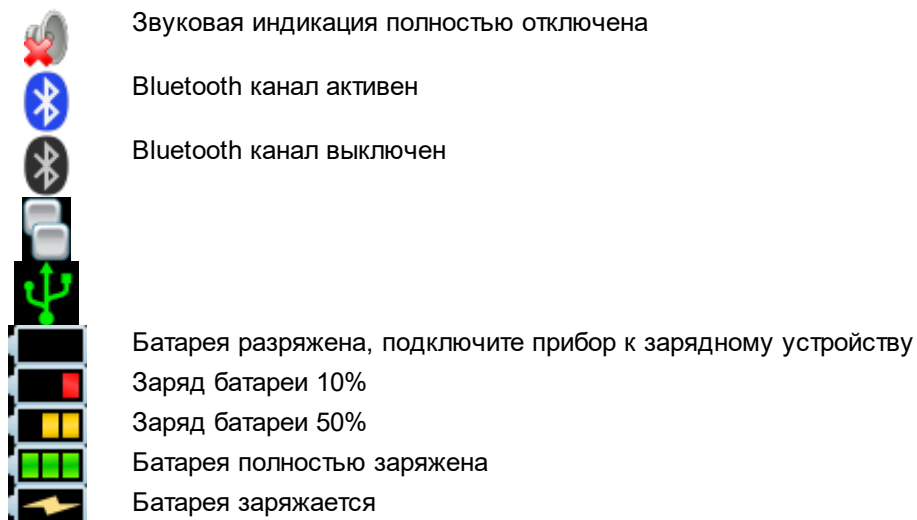 Звуковая индикация полностью отключена
Bluetooth канал активен
Bluetooth канал выключен
Батарея разряжена, подключите прибор к зарядному устройству
Заряд батареи 10%
Заряд батареи 50%
Батарея полностью заряжена
Батарея заряжается